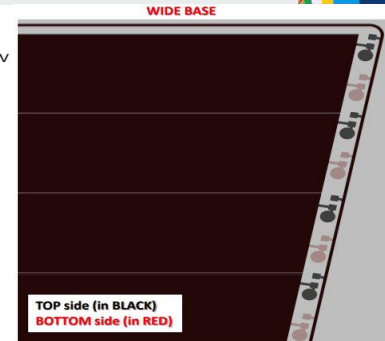 WIDE BASE
V
TOP side (in BLACK)
BOTTOM side (in RED)